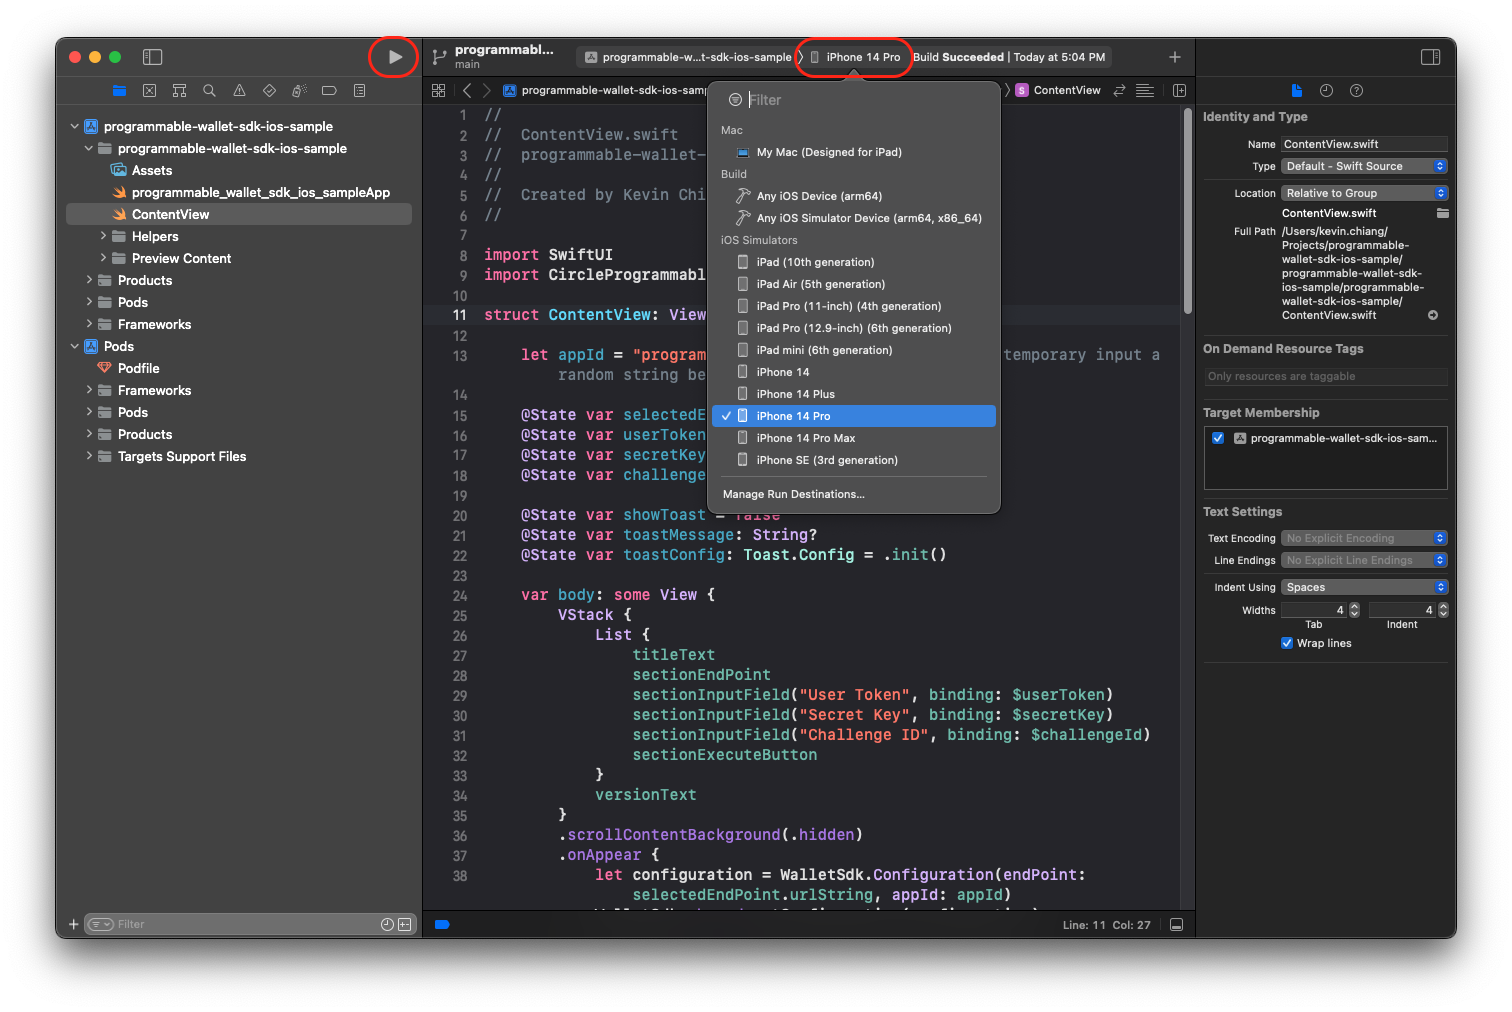 programmabl...
main
programmable-w...t-sdk-ios-sample
iPhone 14 Pro
Build Succeeded | Today at 5:04 PM
programmable-wallet-sdk-ios-sam
ContentView
programmable-wallet-sdk-ios-sample
programmable-wallet-sdk-ios-sample
Assets
programmable_wallet_sdk_ios_sampleApp
ContentView
Helpers
Preview Content
Products
Pods
Frameworks
Pods
Podfile
Frameworks
Pods
Products
Targets Support Files
Filter
1 //
2 // ContentView.swift
3 // programmable-wallet-
4 //
5 // Created by Kevin Chi
6 //
7
8 import SwiftUI
9 import CircleProgrammabl
10
11 struct ContentView: View
12
13 let appId = "program temporary input a
random string be
14
15 @State var selectedE
16 @State var userToken
17 @State var secretKey
18 @State var challenge
19
20 @State var showToast = false
21 @State var toastMessage: String?
22 @State var toastConfig: Toast.Config = .init()
23
24 var body: some View {
25 VStack {
26 List {
27 titleText
28 sectionEndPoint
29 sectionInputField("User Token", binding: $userToken)
30 sectionInputField("Secret Key", binding: $secretKey)
31 sectionInputField("Challenge ID", binding: $challengeId)
32 sectionExecuteButton
33 }
34 versionText
35 }
36 .scrollContentBackground(.hidden)
37 .onAppear {
38 let configuration = WalletSdk.Configuration(endPoint:
selectedEndPoint.urlString, appId: appId)
Line: 11 Col: 27
Filter
Mac
My Mac (Designed for iPad)
Build
Any iOS Device (arm64)
Any iOS Simulator Device (arm64, x86_64)
iOS Simulators
iPad (10th generation)
iPad Air (5th generation)
iPad Pro (11-inch) (4th generation)
iPad Pro (12.9-inch) (6th generation)
iPad mini (6th generation)
iPhone 14
iPhone 14 Plus
iPhone 14 Pro
iPhone 14 Pro Max
iPhone SE (3rd generation)
Manage Run Destinations...
Identity and Type
Name ContentView.swift
Type Default - Swift Source
Location Relative to Group
ContentView.swift
Full Path /Users/kevin.chiang/
Projects/programmable-
wallet-sdk-ios-sample/
programmable-wallet-sdk-
ios-sample/programmable-
wallet-sdk-ios-sample/
ContentView.swift
On Demand Resource Tags
Only resources are taggable
Target Membership
programmable-wallet-sdk-ios-sam...
Text Settings
Text Encoding No Explicit Encoding
Line Endings No Explicit Line Endings
Indent Using Spaces
Widths 4 4
Tab Indent
Wrap lines